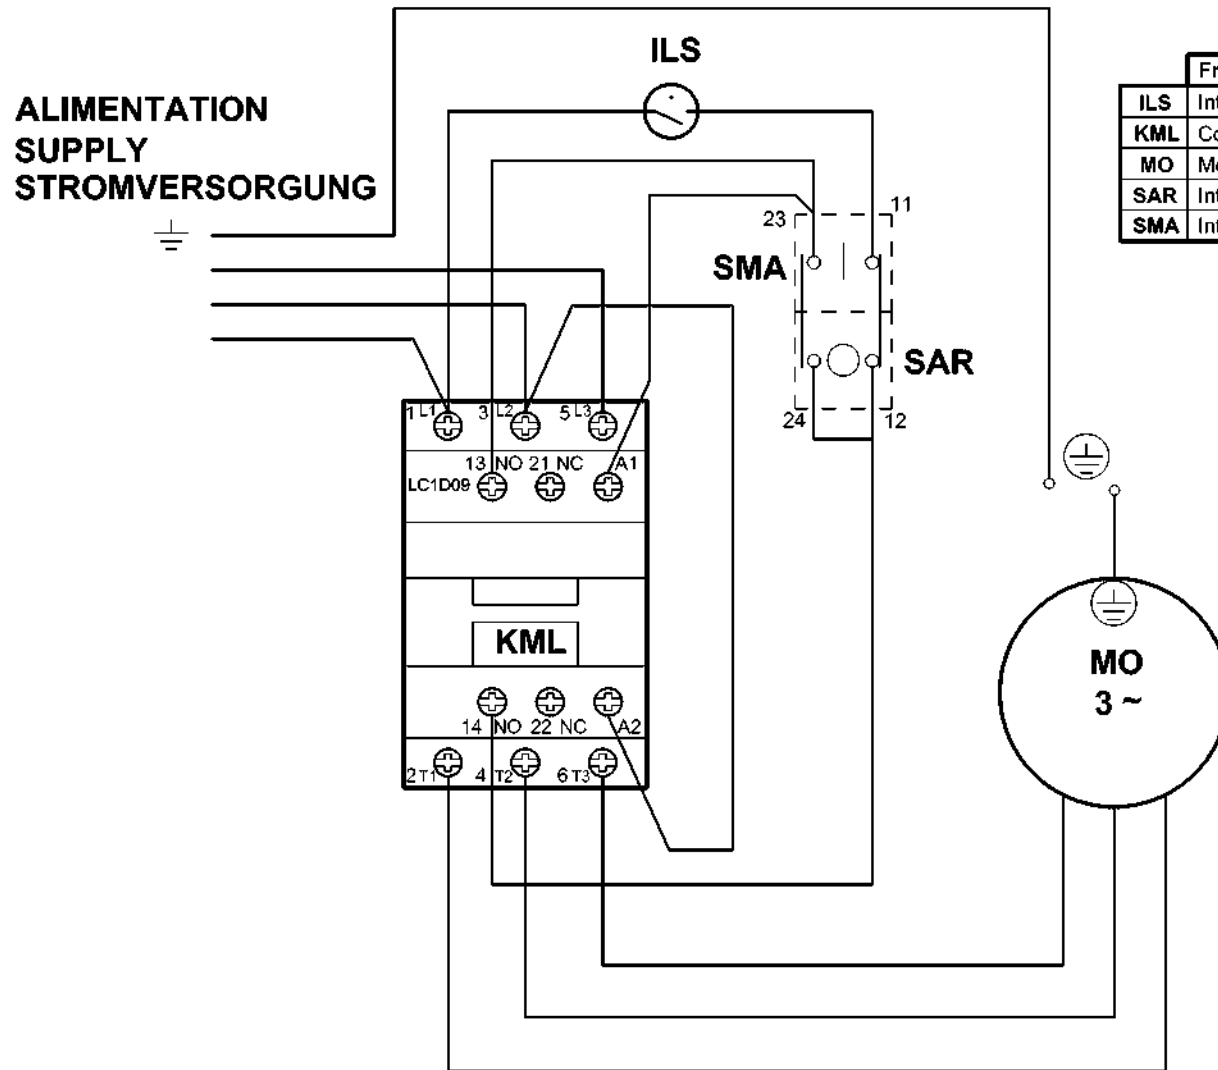 ILS
ALIMENTATION
SUPPLY
STROMVERSORGUNG
ILS
KML
MO
SAR
SMA
23
11
SMA
SAR
24
12
1 L1 3 L2 5 L3
13 NO 21 NC A1
LC1D09
KML
14 NO 22 NC A2
2 T1 4 T2 6 T3
MO
3 ~